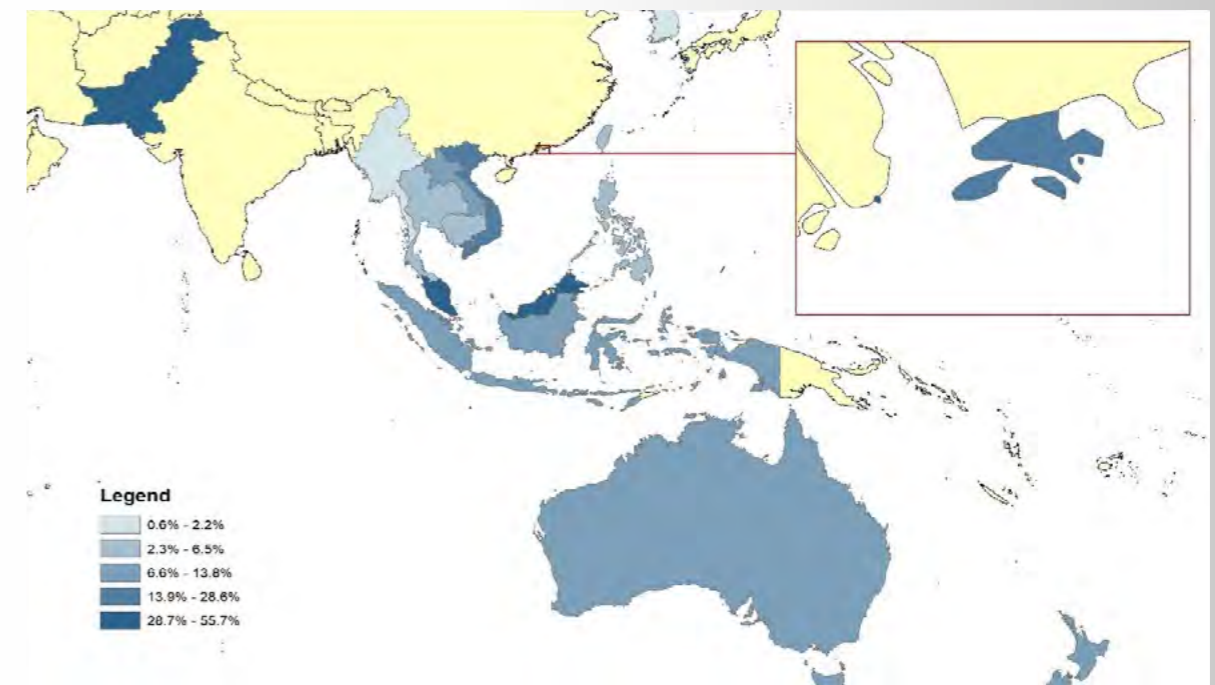 Legend
0.6% - 2.2%
2.3% - 6.5%
6.6% - 13.8%
13.9% - 28.6%
28.7% - 55.7%